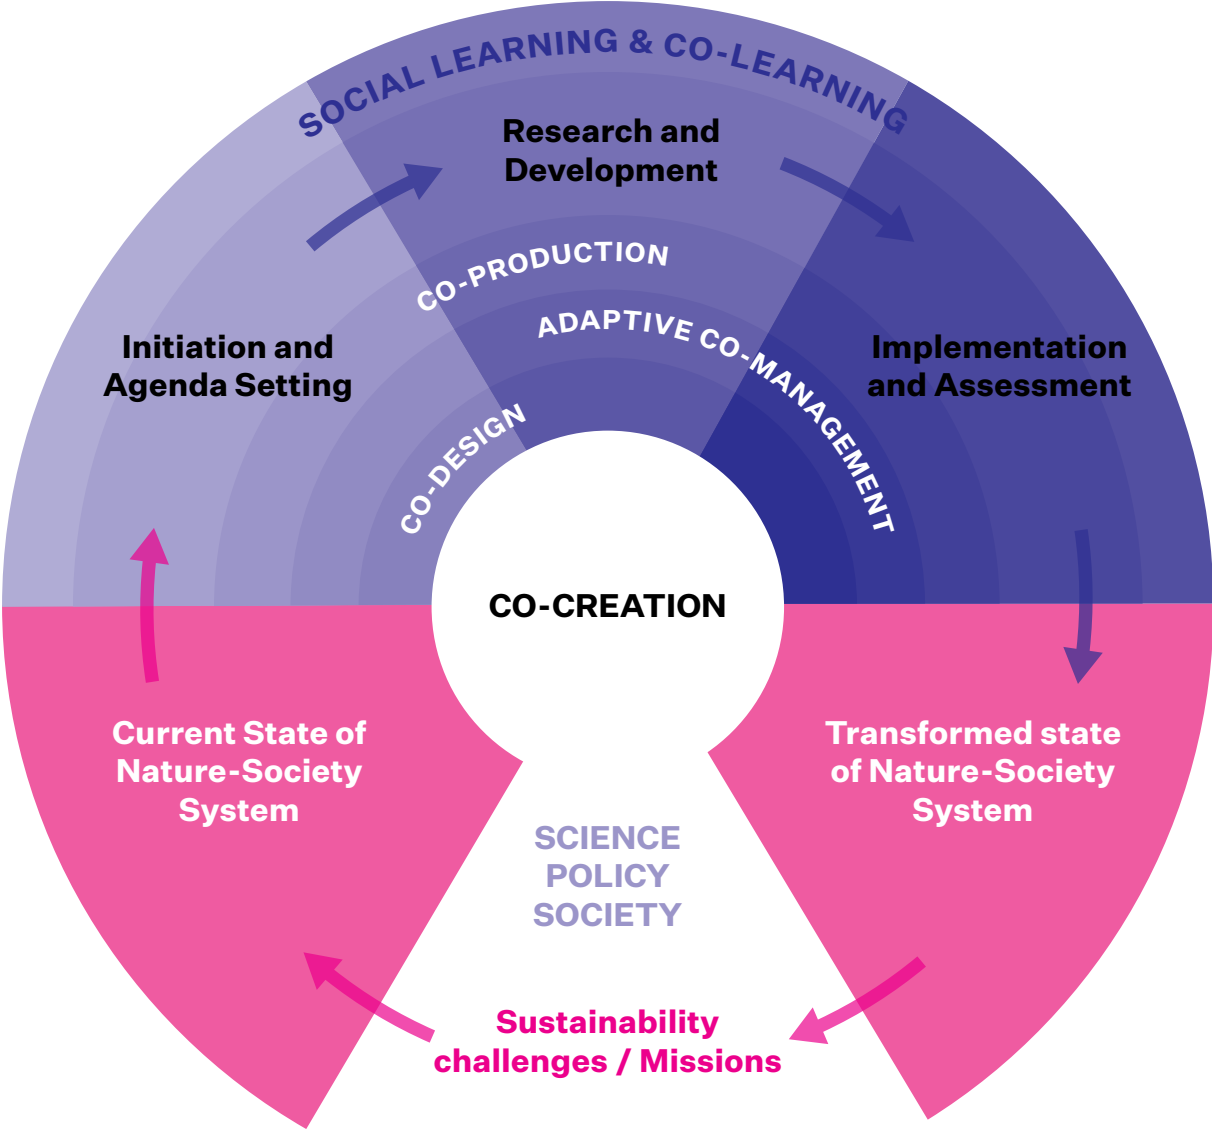 SOCIAL LEARNING & CO-LEARNING
Research and
Development
CO-PRODUCTION
ADAPTIVE CO-MANAGEMENT
Initiation and
Agenda Setting
Implementation
and Assessment
CO-DESIGN
CO-CREATION
Current State of
Nature-Society
System
Transformed state
of Nature-Society
System
SCIENCE
POLICY
SOCIETY
Sustainability
challenges / Missions